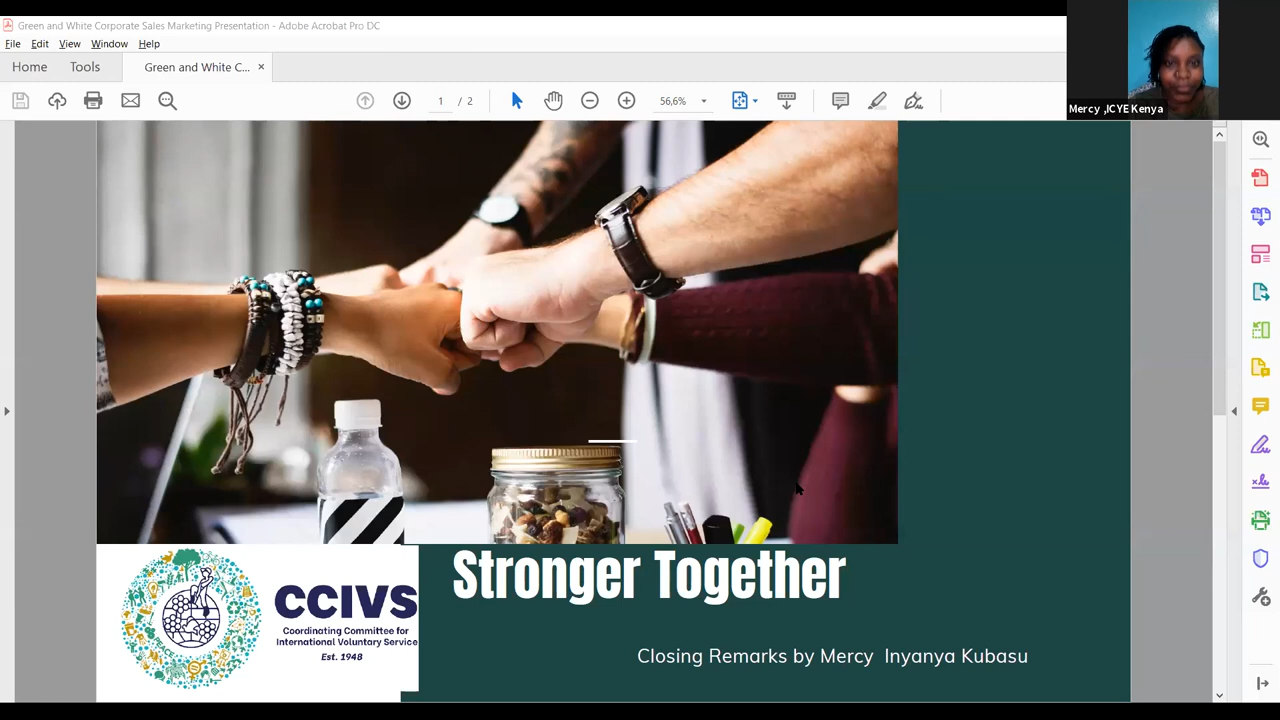 Green and White Corporate Sales Marketing Presentation - Adobe Acrobat Pro DC
File Edit View Window Help
Home Tools Green and White C... ×
1 / 2 56,6%
Mercy ,ICYE Kenya
Stronger Together
CCIVS
Coordinating Committee for
International Voluntary Service
Est. 1948
Closing Remarks by Mercy Inyanya Kubasu